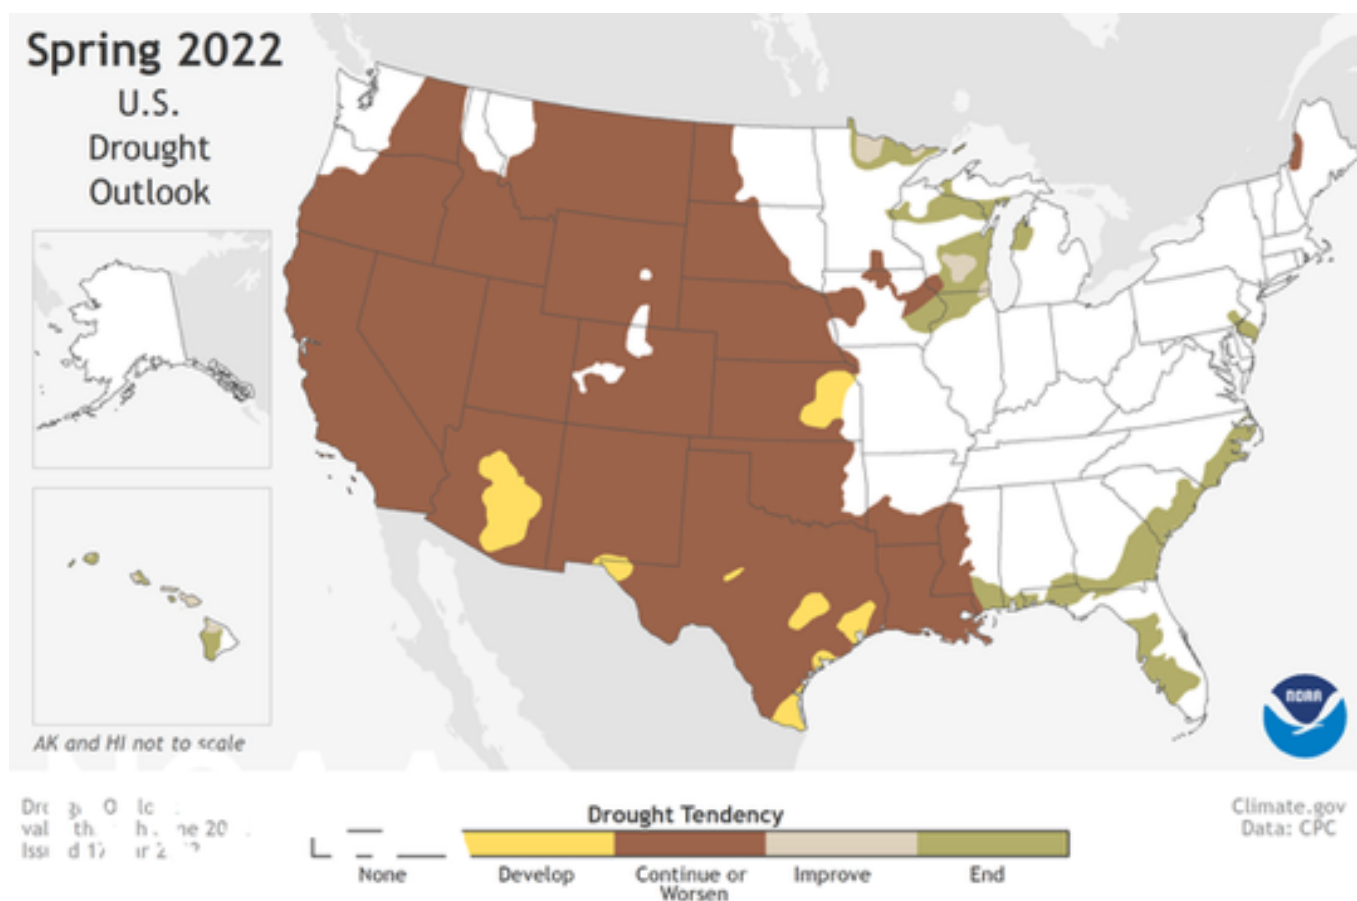 Spring 2022
U.S.
Drought
Outlook
AK and HI not to scale
NOAA
Drought Tendency
Climate.gov
Data: CPC
None
Develop
Continue or
Worsen
Improve
End